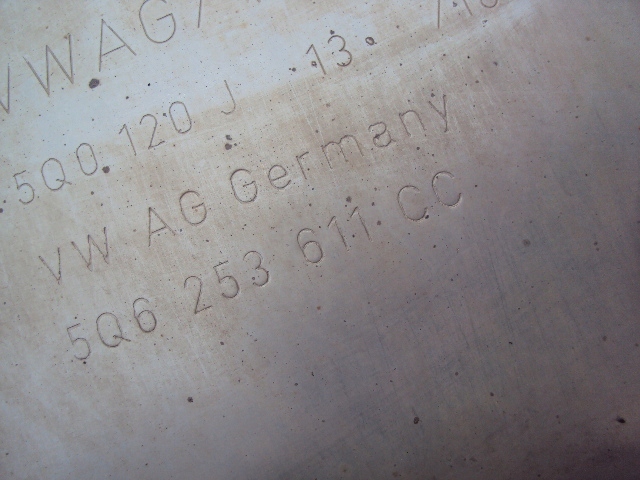 VWAG/
5Q0 120 J 13.
VW AG Germany
5Q6 253 611 CC